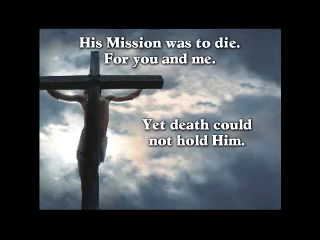 His Mission was to die.
For you and me.
Yet death could
not hold Him.